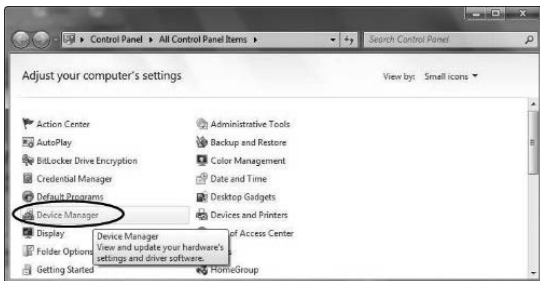 Control Panel ▸ All Control Panel Items ▸
Search Control Panel
Adjust your computer's settings
View by: Small icons
Action Center
Administrative Tools
AutoPlay
Backup and Restore
BitLocker Drive Encryption
Color Management
Credential Manager
Date and Time
Default Programs
Desktop Gadgets
Device Manager
Devices and Printers
Display
of Access Center
Device Manager
View and update your hardware's
settings and driver software.
Folder Options
Getting Started
HomeGroup